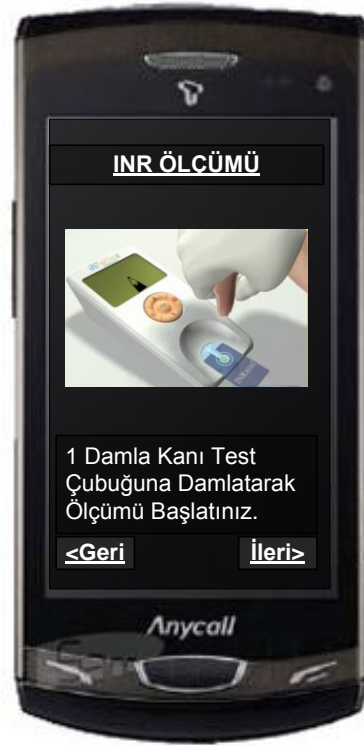 INR ÖLÇÜMÜ
1 Damla Kanı Test
Çubuğuna Damlatarak
Ölçümü Başlatınız.
<Geri
İleri>
Anycall